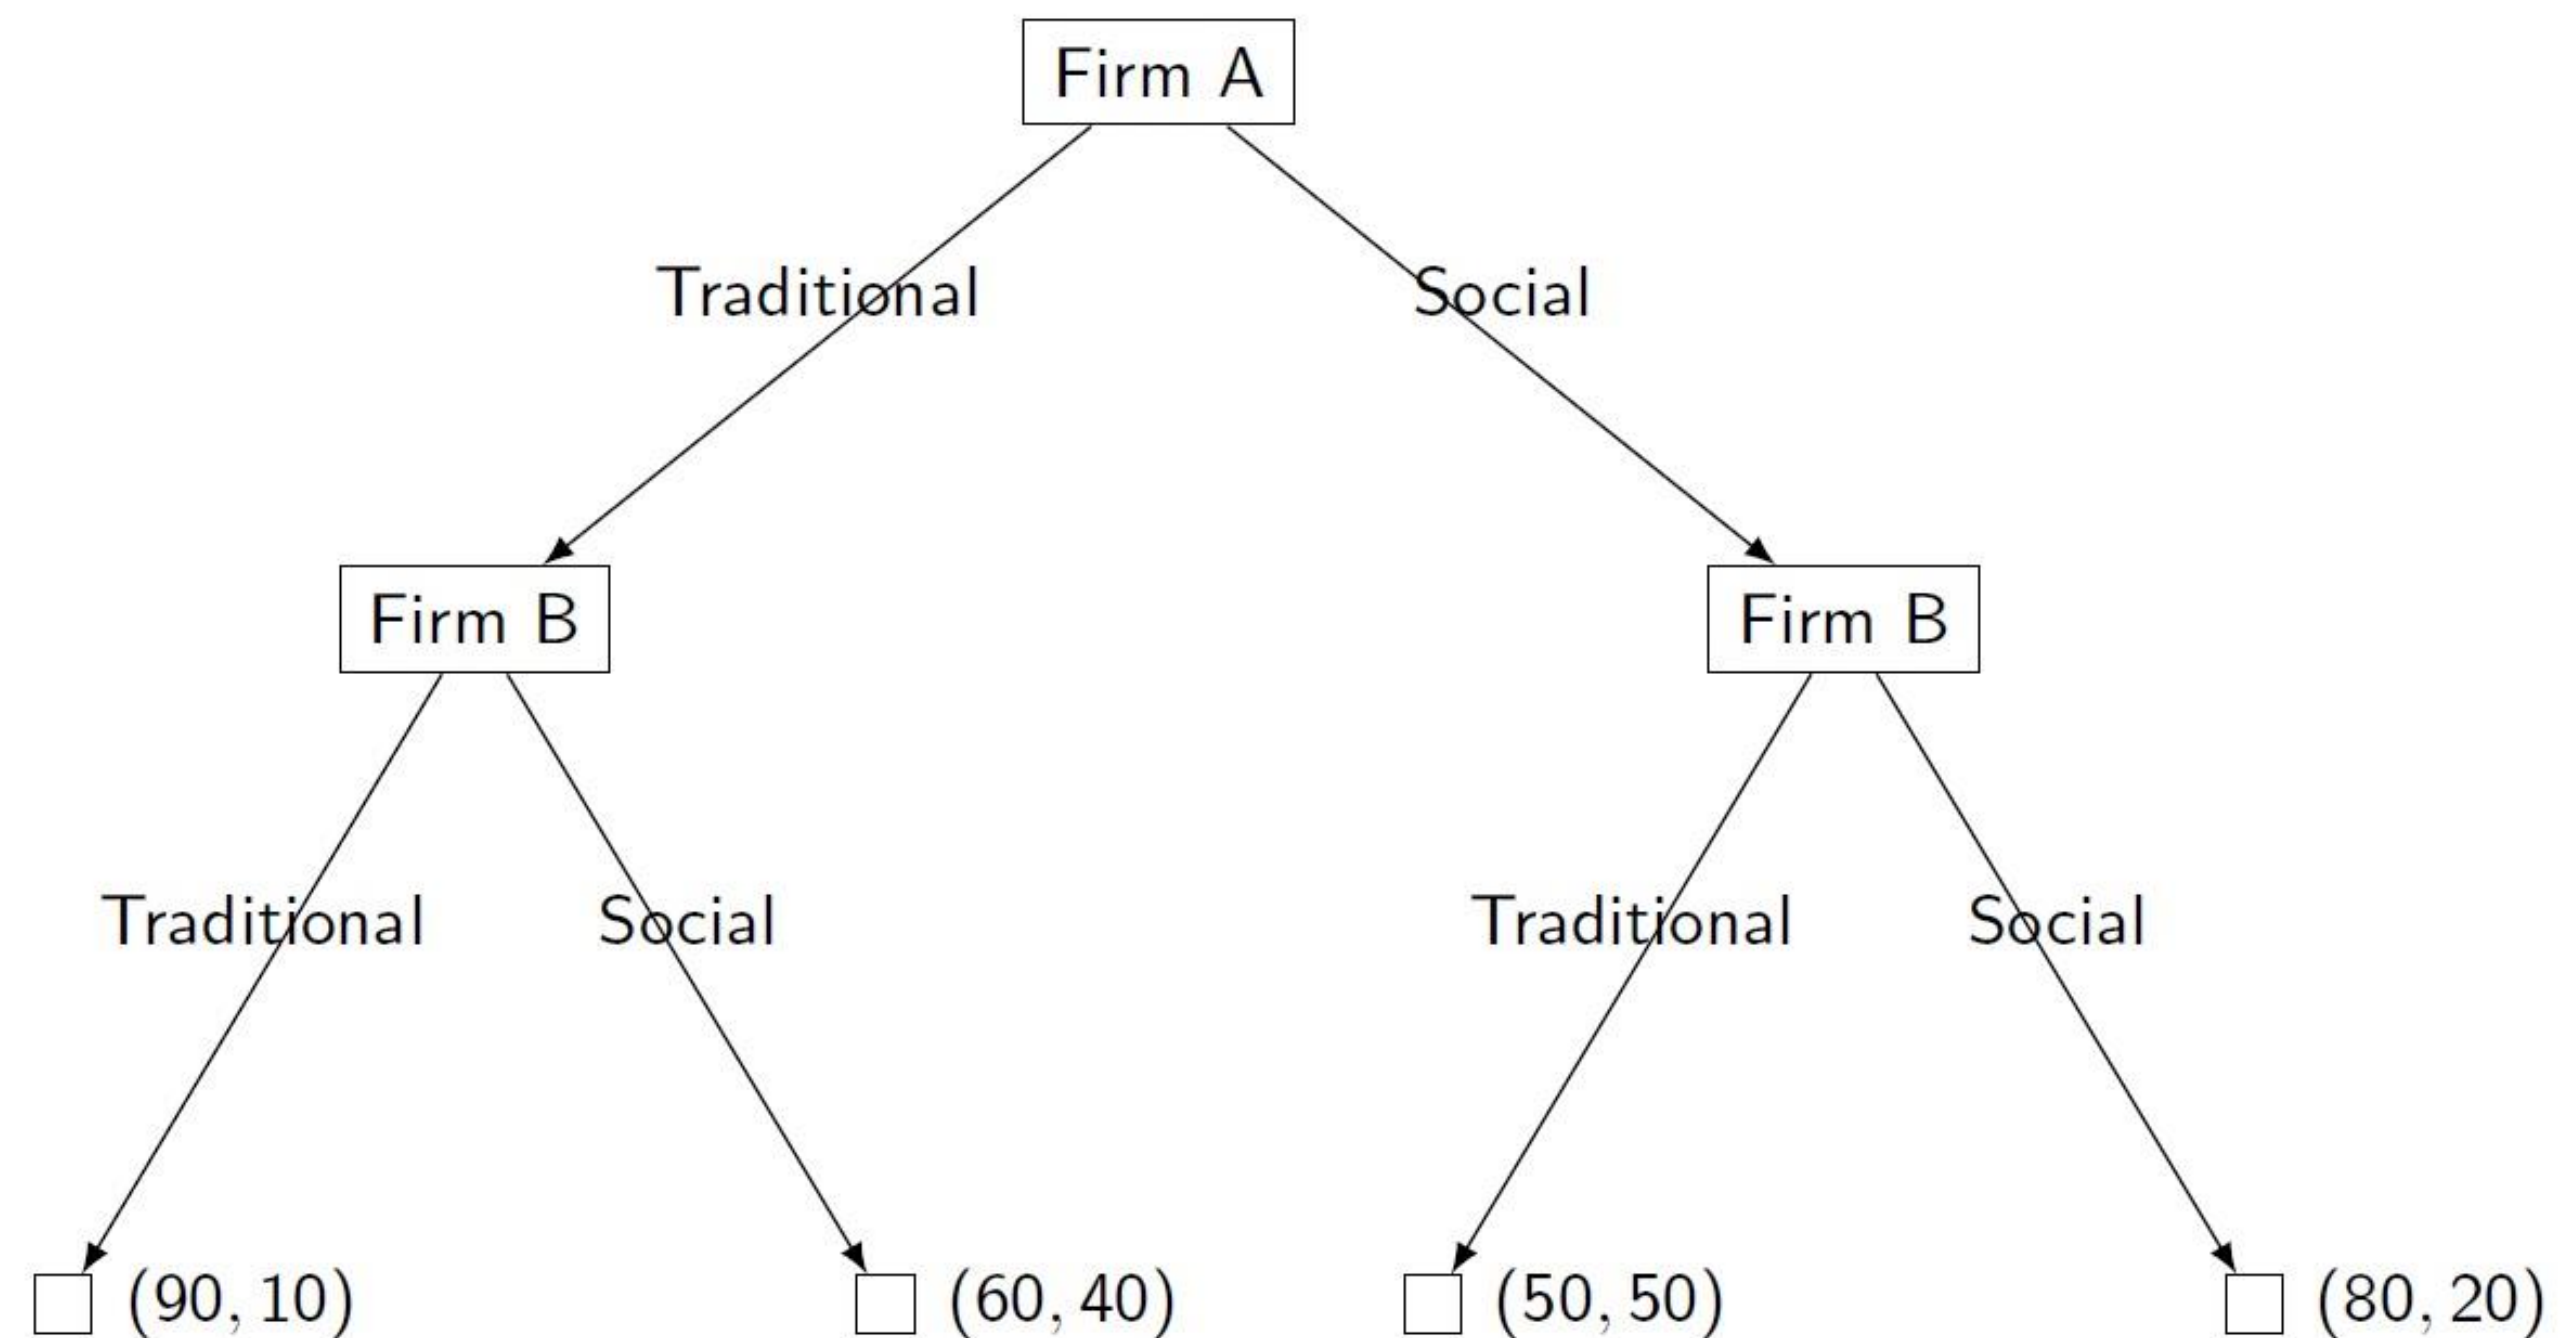 Firm A
Traditional
Social
Firm B
Firm B
Traditional
Social
Traditional
Social
(90, 10)
(60, 40)
(50, 50)
(80, 20)